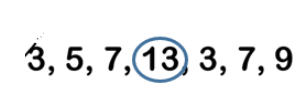 3, 5, 7, 13, 3, 7, 9